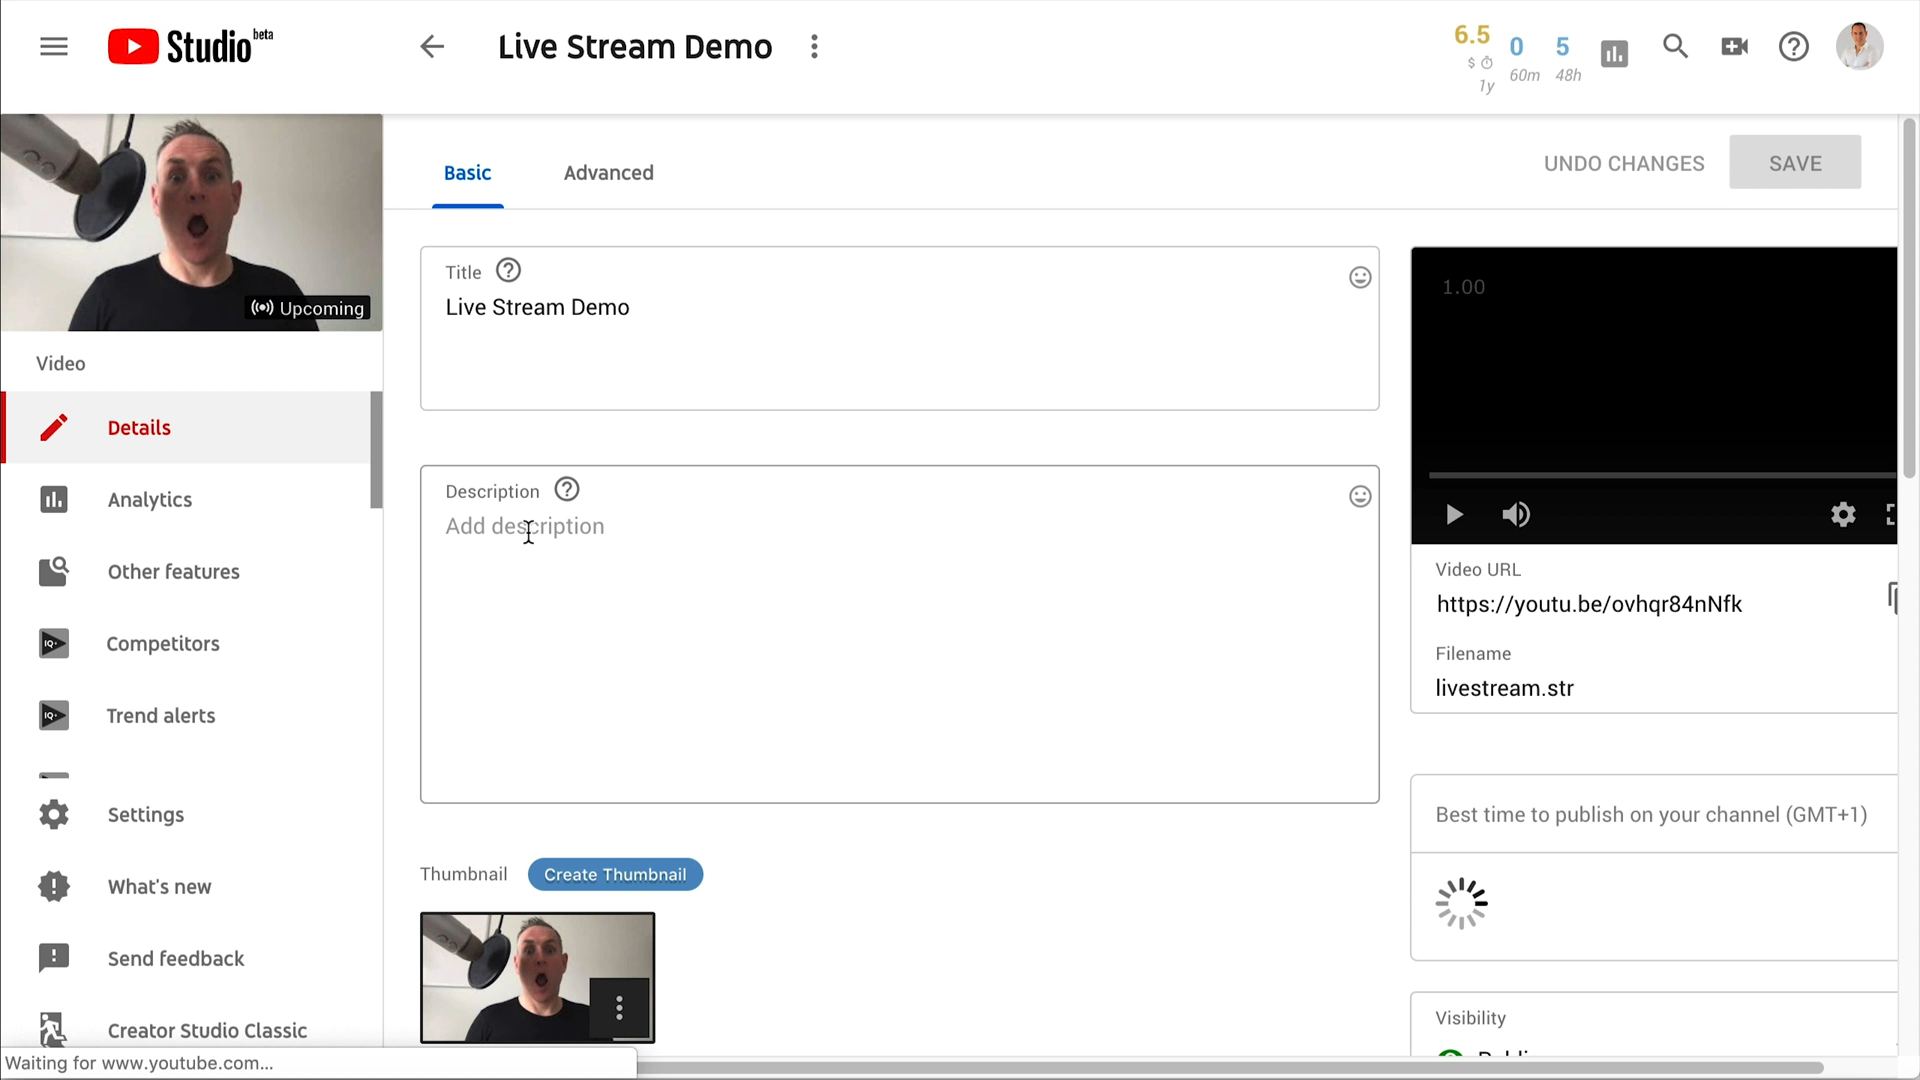 Studio beta
Live Stream Demo
6.5
$
1y
0
60m
5
48h
Upcoming
Video
Details
Analytics
Other features
IQ+ Competitors
IQ+ Trend alerts
Settings
What's new
Send feedback
Creator Studio Classic
Waiting for www.youtube.com...
Basic
Advanced
UNDO CHANGES
SAVE
Title
Live Stream Demo
Description
Add description
Thumbnail
Create Thumbnail
1.00
Video URL
https://youtu.be/ovhqr84nNfk
Filename
livestream.str
Best time to publish on your channel (GMT+1)
Visibility